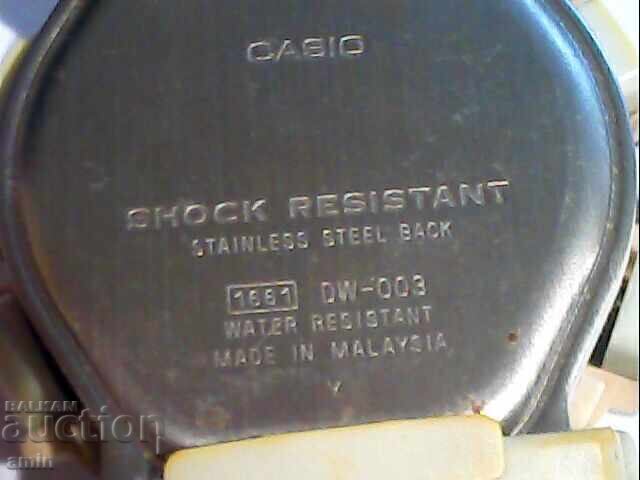 CASIO
SHOCK RESISTANT
STAINLESS STEEL BACK
1661 DW-003
WATER RESISTANT
MADE IN MALAYSIA
Y
BALKAN
auction
amin